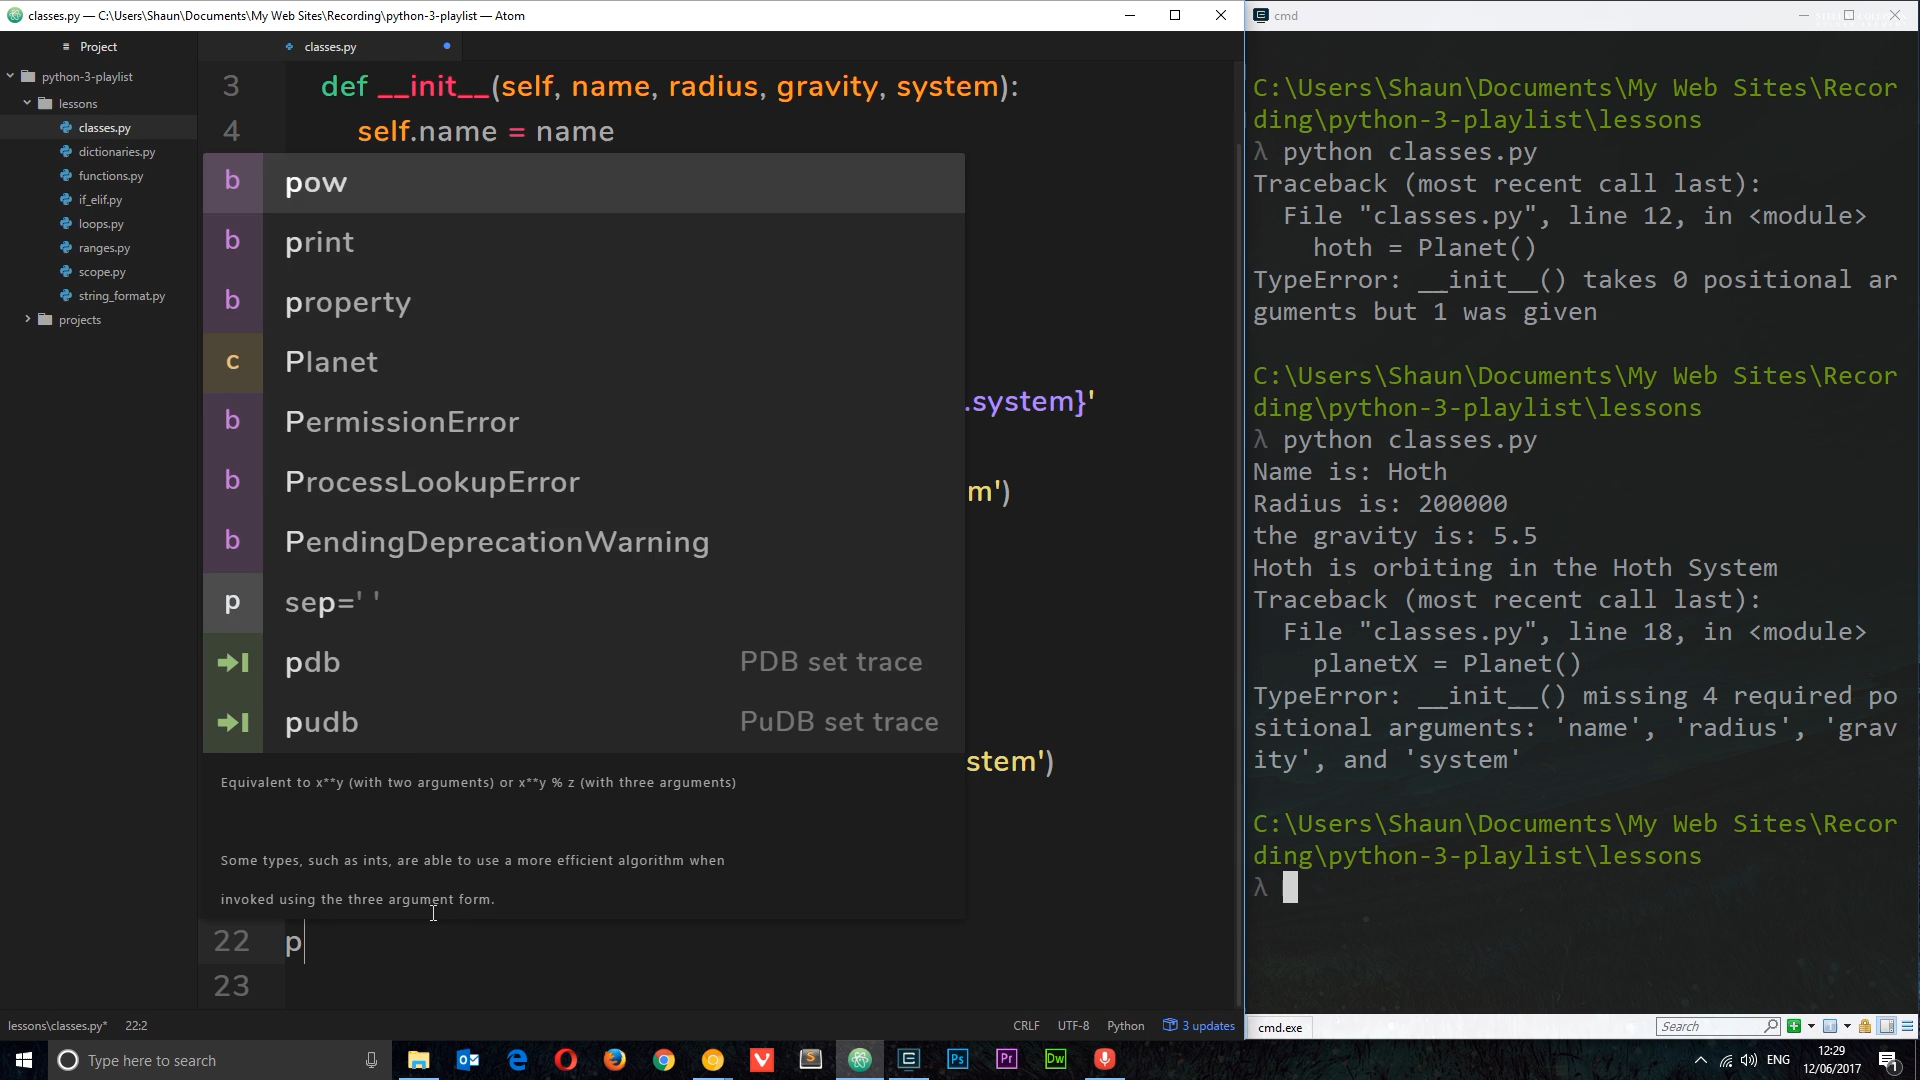 classes.py — C:\Users\Shaun\Documents\My Web Sites\Recording\python-3-playlist — Atom
Project
python-3-playlist
lessons
classes.py
dictionaries.py
functions.py
if_elif.py
loops.py
ranges.py
scope.py
string_format.py
projects
classes.py
3 def __init__(self, name, radius, gravity, system):
4 self.name = name
b pow
b print
b property
c Planet
b PermissionError
b ProcessLookupError
b PendingDeprecationWarning
p sep=' '
pdb PDB set trace
pudb PuDB set trace
Equivalent to x**y (with two arguments) or x**y % z (with three arguments)
Some types, such as ints, are able to use a more efficient algorithm when
invoked using the three argument form.
.system}'
m')
stem')
22 p
23
lessons\classes.py* 22:2
CRLF UTF-8 Python 3 updates
cmd
C:\Users\Shaun\Documents\My Web Sites\Recor
ding\python-3-playlist\lessons
λ python classes.py
Traceback (most recent call last):
File "classes.py", line 12, in <module>
hoth = Planet()
TypeError: __init__() takes 0 positional ar
guments but 1 was given
C:\Users\Shaun\Documents\My Web Sites\Recor
ding\python-3-playlist\lessons
λ python classes.py
Name is: Hoth
Radius is: 200000
the gravity is: 5.5
Hoth is orbiting in the Hoth System
Traceback (most recent call last):
File "classes.py", line 18, in <module>
planetX = Planet()
TypeError: __init__() missing 4 required po
sitional arguments: 'name', 'radius', 'grav
ity', and 'system'
C:\Users\Shaun\Documents\My Web Sites\Recor
ding\python-3-playlist\lessons
λ
cmd.exe
Search
Type here to search
Ps
Pr
Dw
ENG
12:29
12/06/2017
1